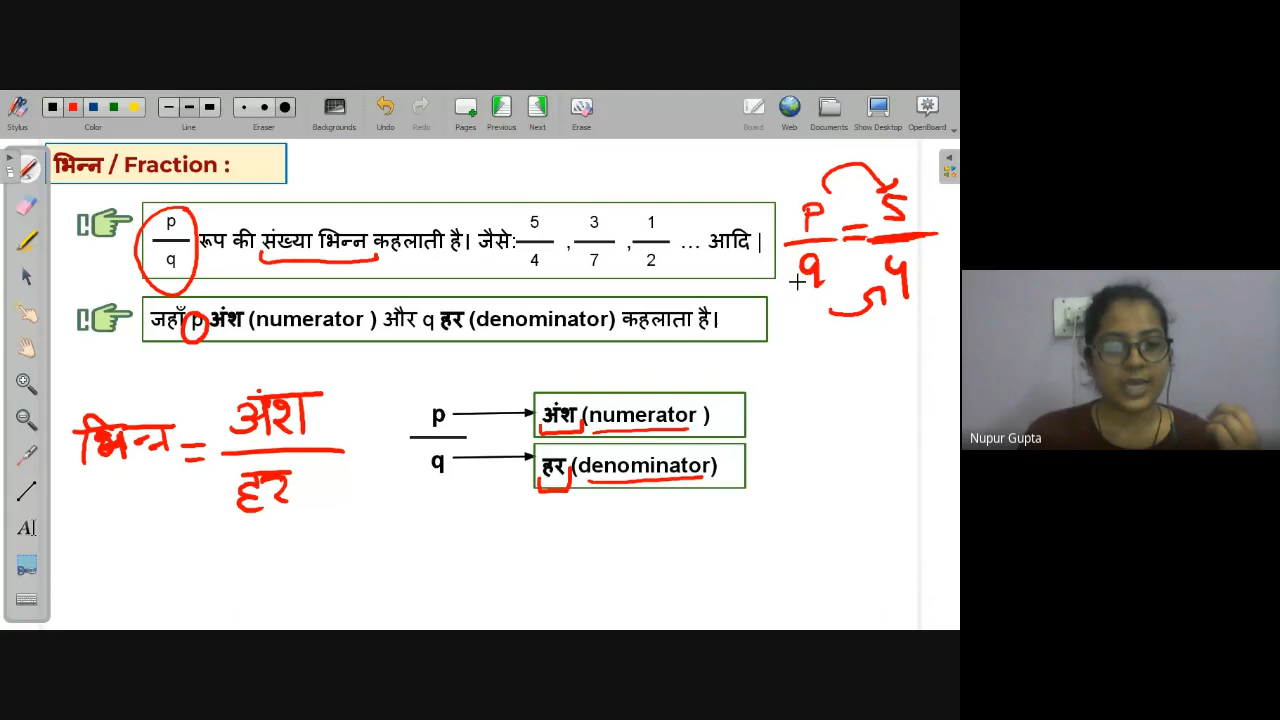 Stylus Color Line Eraser Backgrounds Undo Redo Pages Previous Next Erase Board Web Documents Show Desktop OpenBoard
भिन्न / Fraction :
p/q रूप की संख्या भिन्न कहलाती है। जैसे: 5/4 , 3/7 , 1/2 ... आदि |
p/q = 5/4
जहाँ p अंश (numerator ) और q हर (denominator) कहलाता है।
भिन्न = अंश/हर
p → अंश (numerator )
q → हर (denominator)
Nupur Gupta